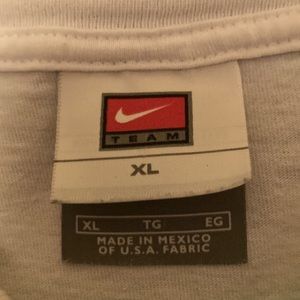 TEAM
XL
XL TG EG
MADE IN MEXICO
OF U.S.A. FABRIC